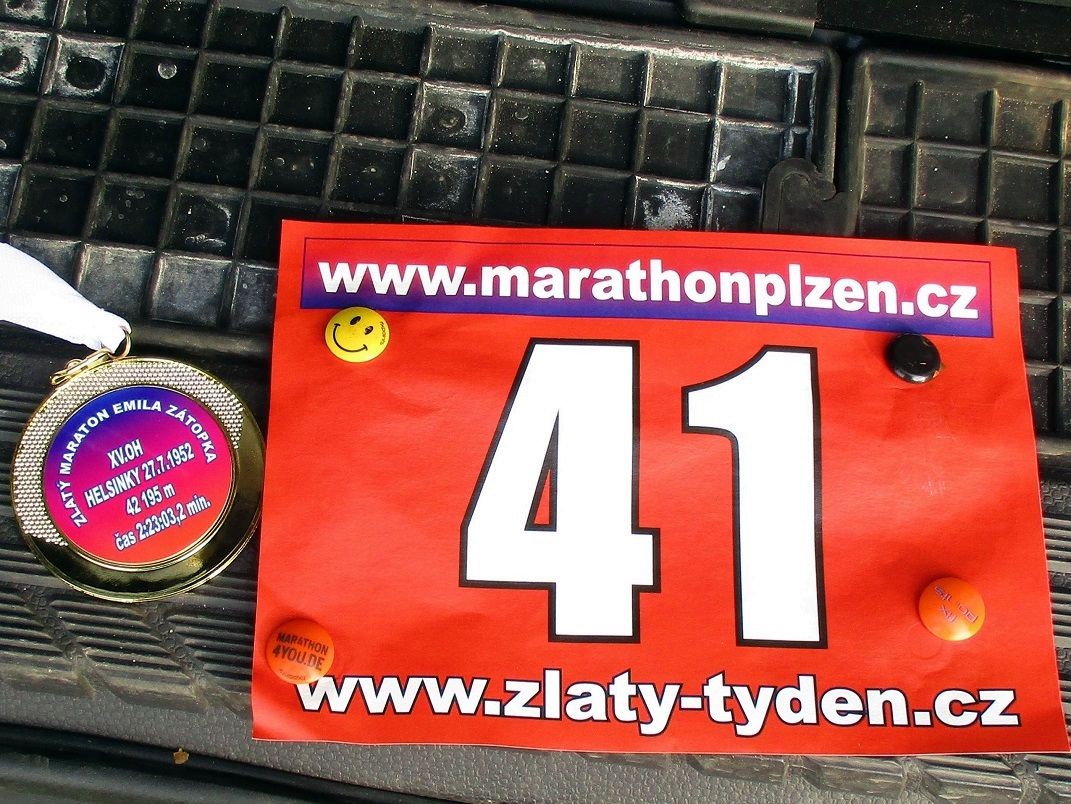 www.marathonplzen.cz
41
www.zlaty-tyden.cz
ZLATÝ MARATON EMILA ZÁTOPKA
XV.OH
HELSINKY 27.7.1952
42 195 m
čas 2:23:03,2 min.
MARATHON
4YOU.DE